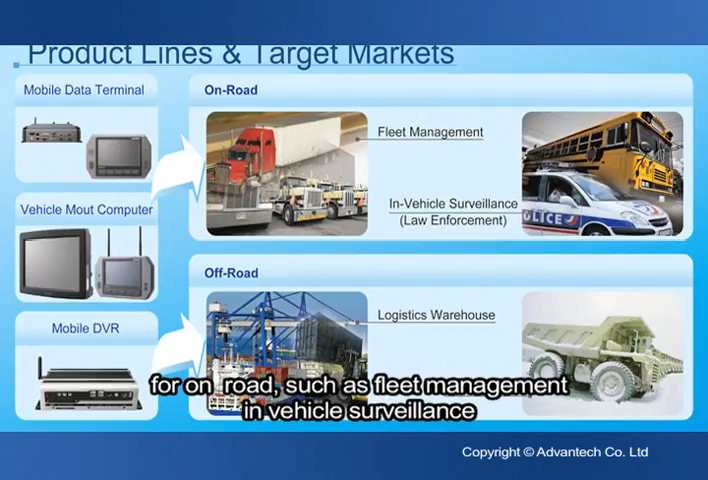 Product Lines & Target Markets
Mobile Data Terminal
On-Road
Fleet Management
Vehicle Mout Computer
In-Vehicle Surveillance
(Law Enforcement)
POLICE
Off-Road
Mobile DVR
Logistics Warehouse
for on road, such as fleet management
in vehicle surveillance
Copyright © Advantech Co. Ltd